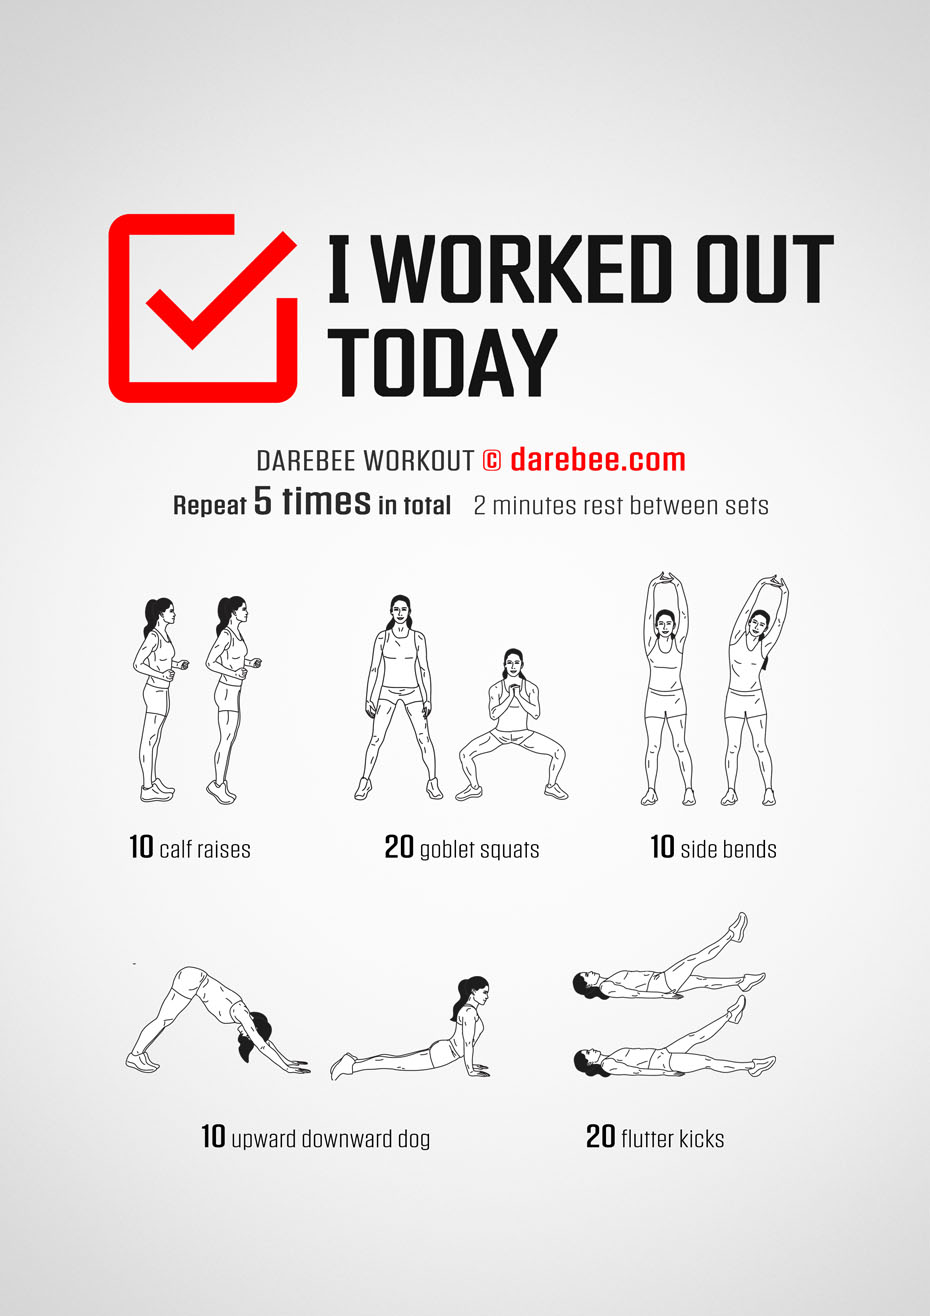 I WORKED OUT
TODAY
DAREBEE WORKOUT © darebee.com
Repeat 5 times in total 2 minutes rest between sets
10 calf raises
20 goblet squats
10 side bends
10 upward downward dog
20 flutter kicks